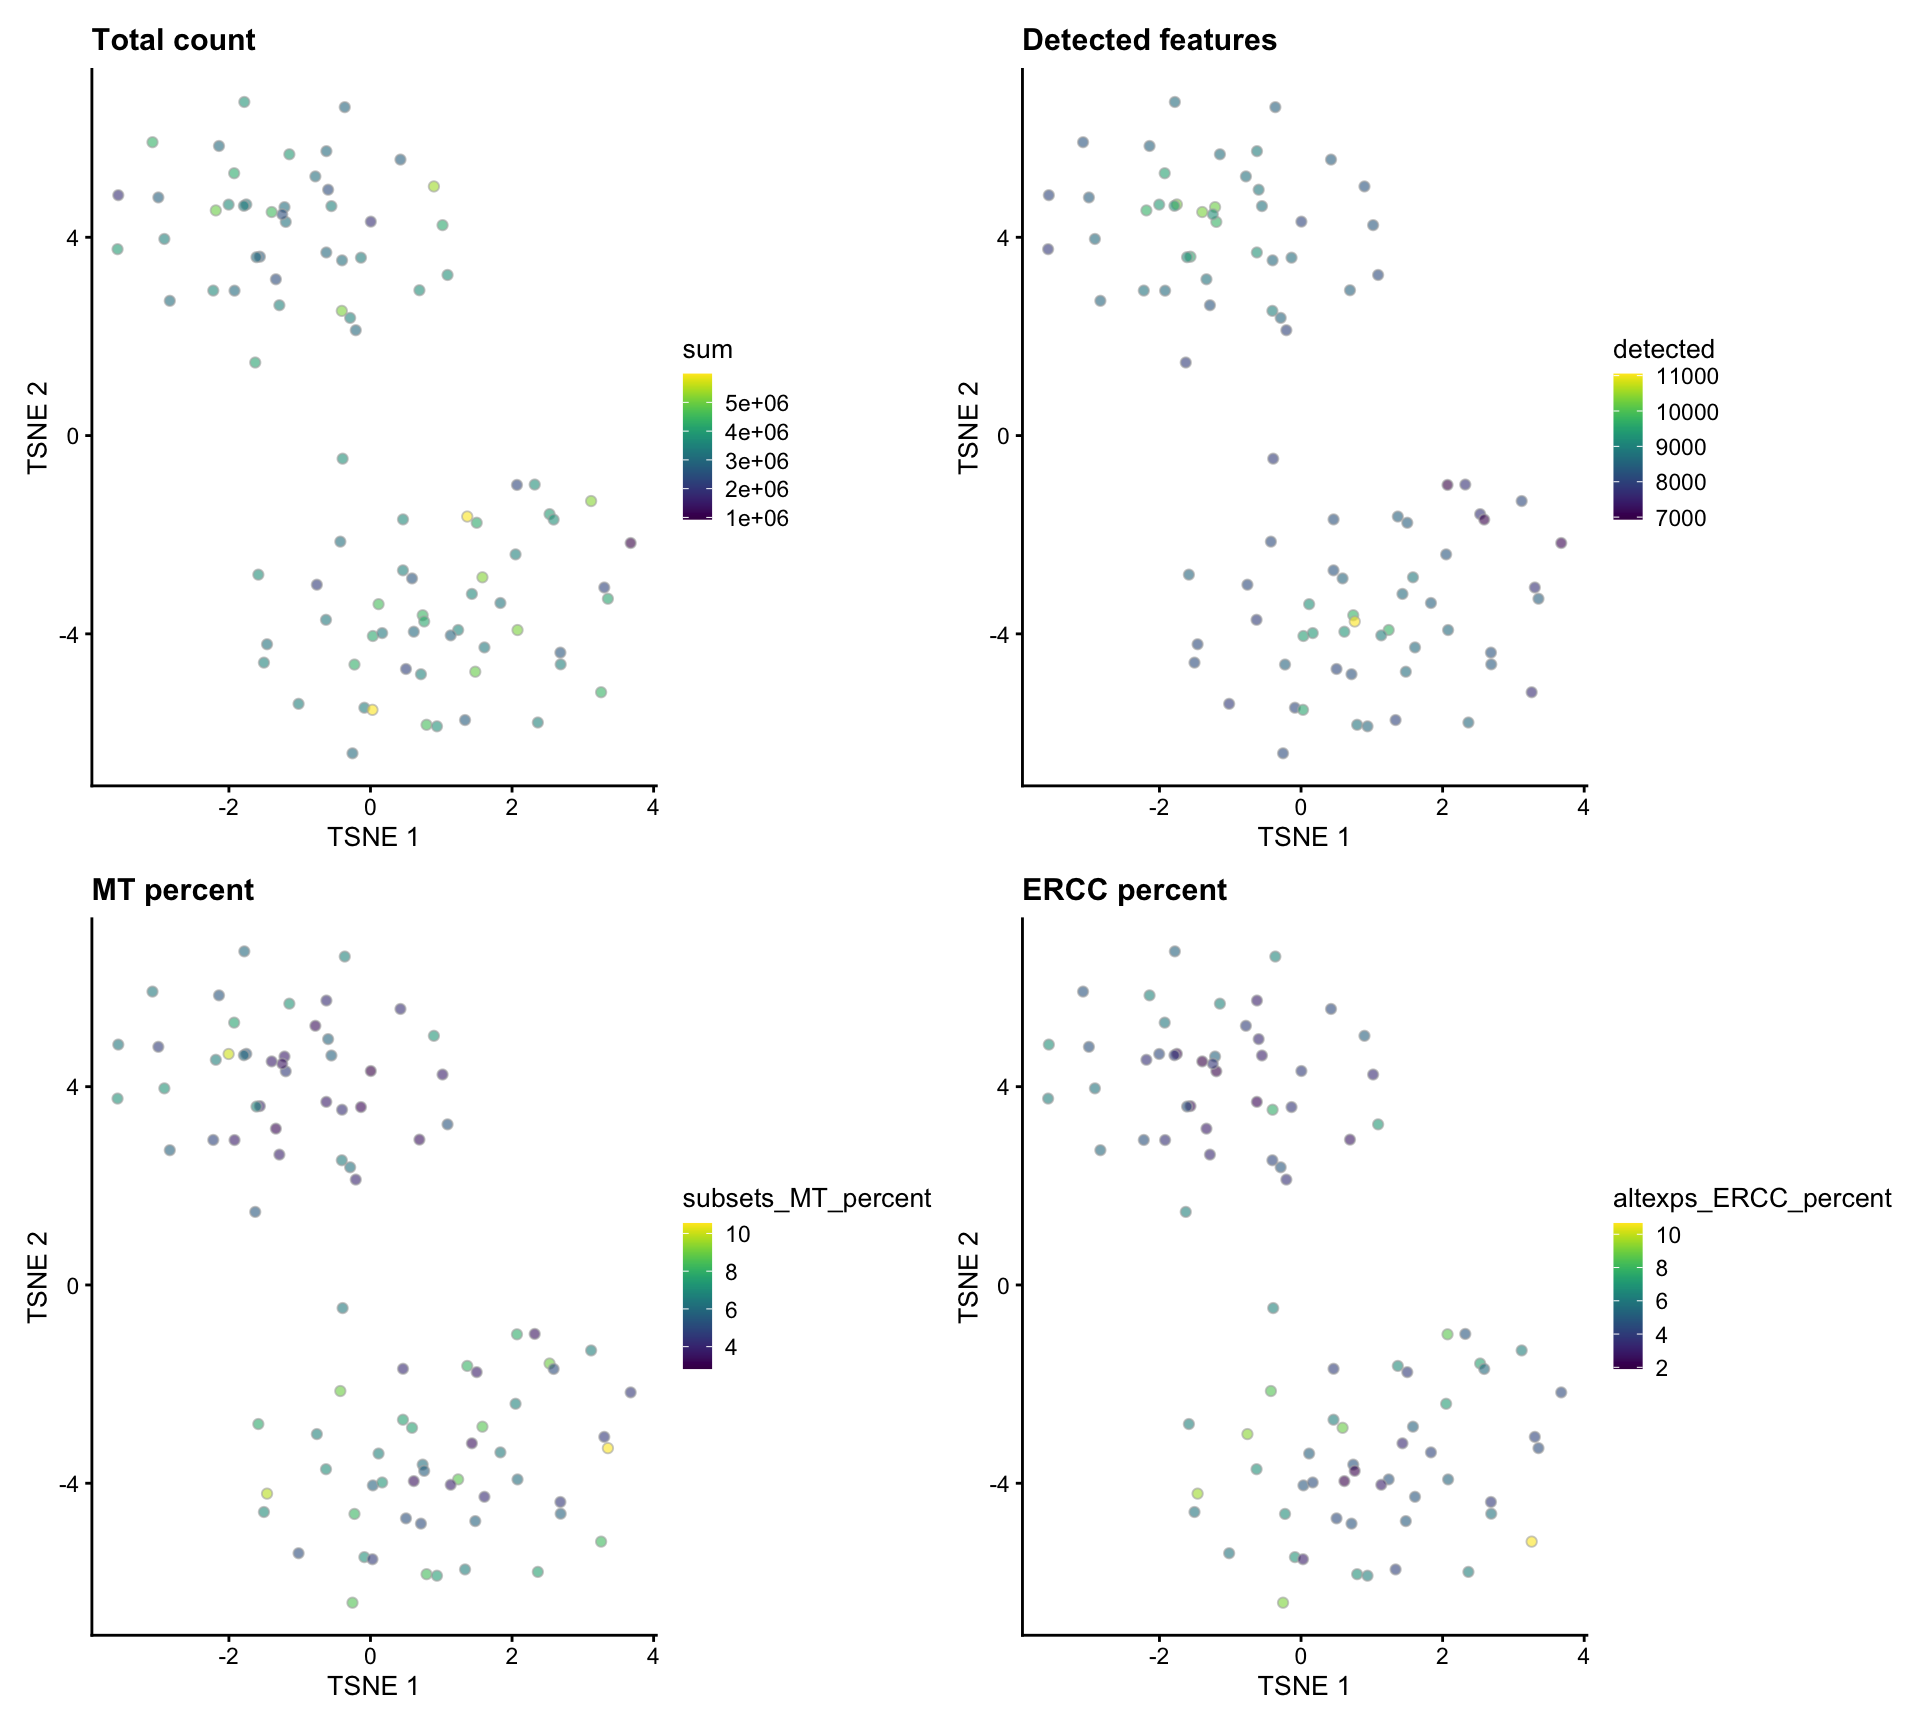 Total count
TSNE 2
4
0
-4
-2 0 2 4
TSNE 1
sum
5e+06
4e+06
3e+06
2e+06
1e+06
Detected features
TSNE 2
4
0
-4
-2 0 2 4
TSNE 1
detected
11000
10000
9000
8000
7000
MT percent
TSNE 2
4
0
-4
-2 0 2 4
TSNE 1
subsets_MT_percent
10
8
6
4
ERCC percent
TSNE 2
4
0
-4
-2 0 2 4
TSNE 1
altexps_ERCC_percent
10
8
6
4
2